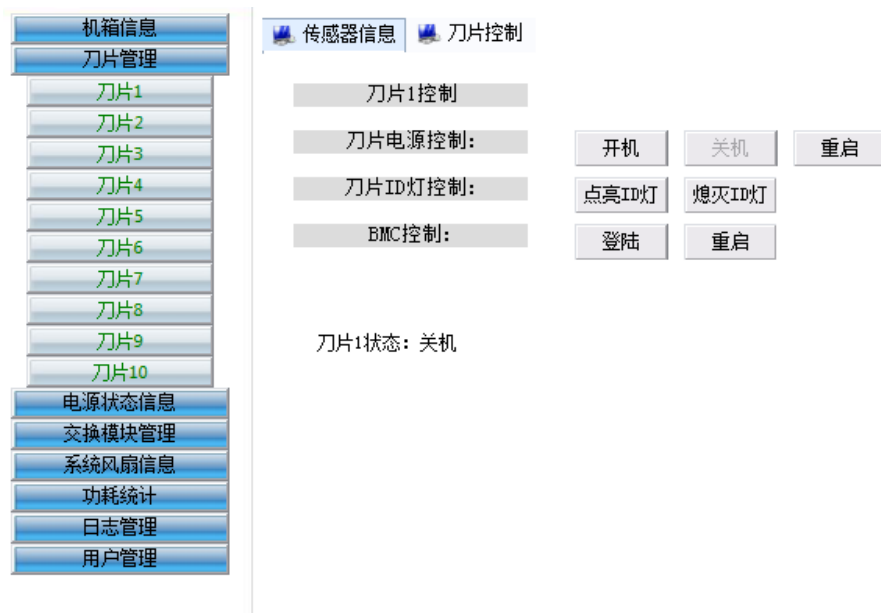 机箱信息
刀片管理
刀片1
刀片2
刀片3
刀片4
刀片5
刀片6
刀片7
刀片8
刀片9
刀片10
电源状态信息
交换模块管理
系统风扇信息
功耗统计
日志管理
用户管理
传感器信息 刀片控制
刀片1控制
刀片电源控制: 开机 关机 重启
刀片ID灯控制: 点亮ID灯 熄灭ID灯
BMC控制: 登陆 重启
刀片1状态: 关机